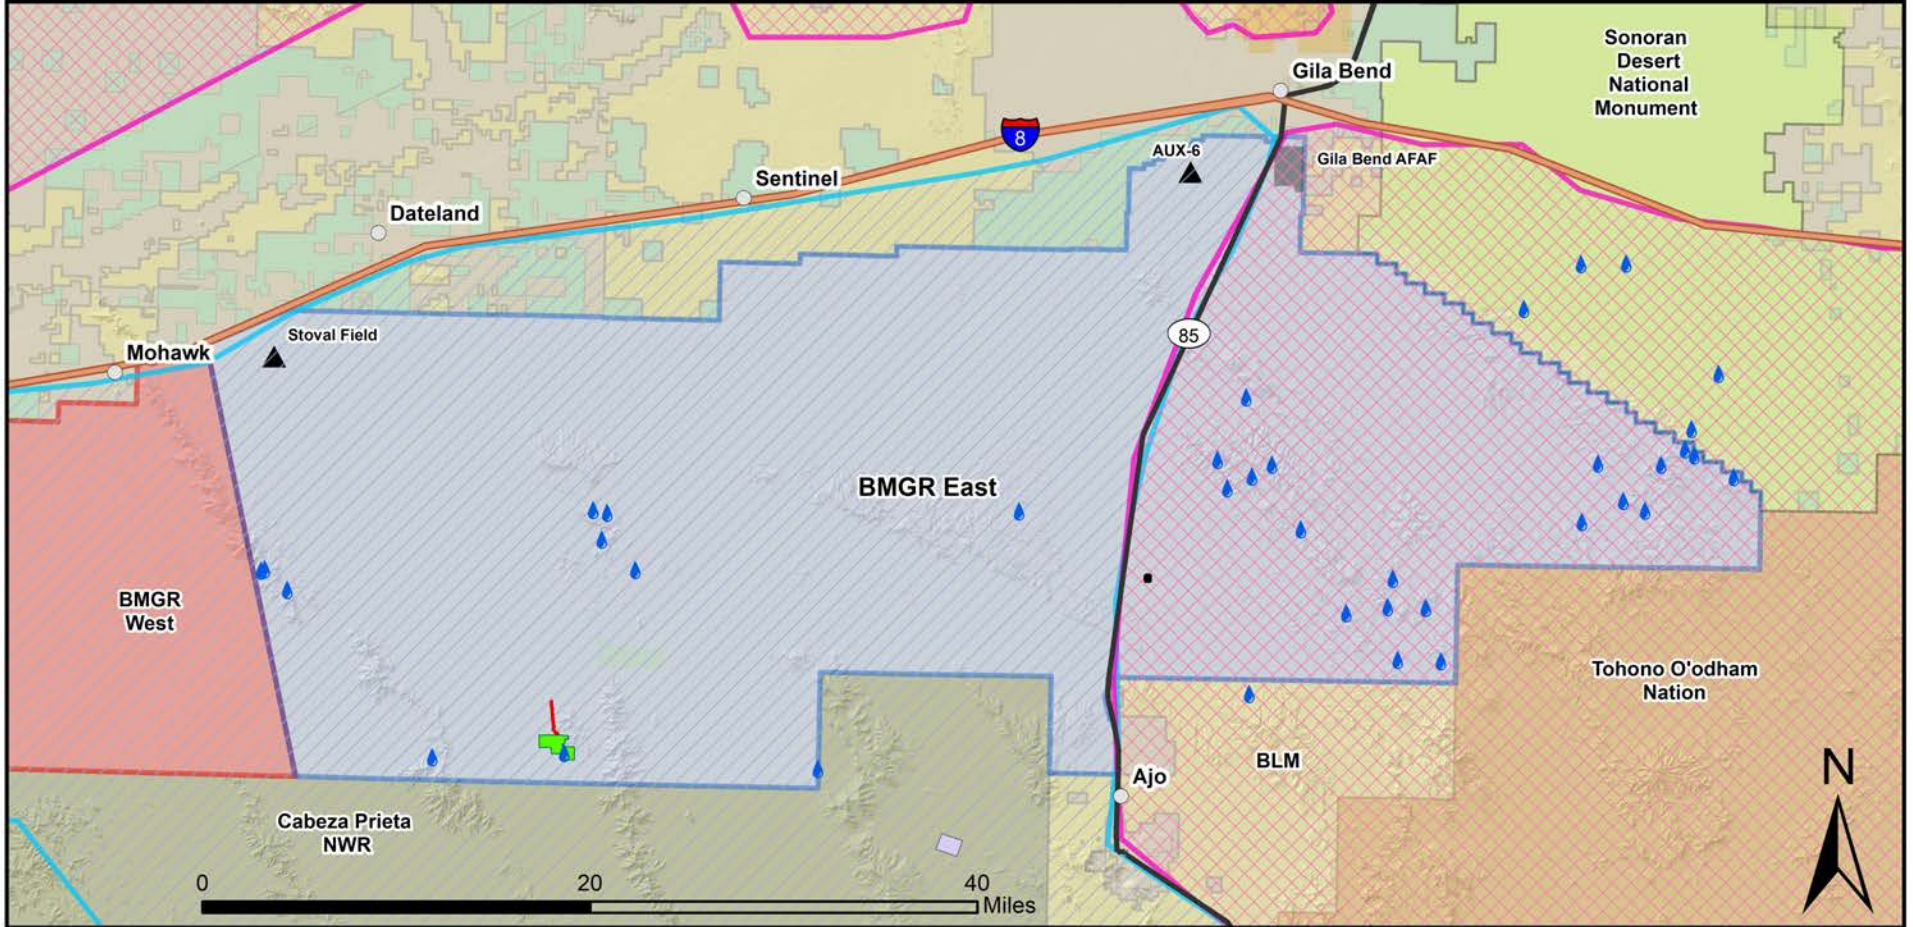 Sonoran
Desert
National
Monument
Gila Bend
8
AUX-6
Gila Bend AFAF
Sentinel
Dateland
Stoval Field
85
Mohawk
BMGR East
BMGR
West
Tohono O'odham
Nation
BLM
Ajo
N
Cabeza Prieta
NWR
0 20 40
Miles